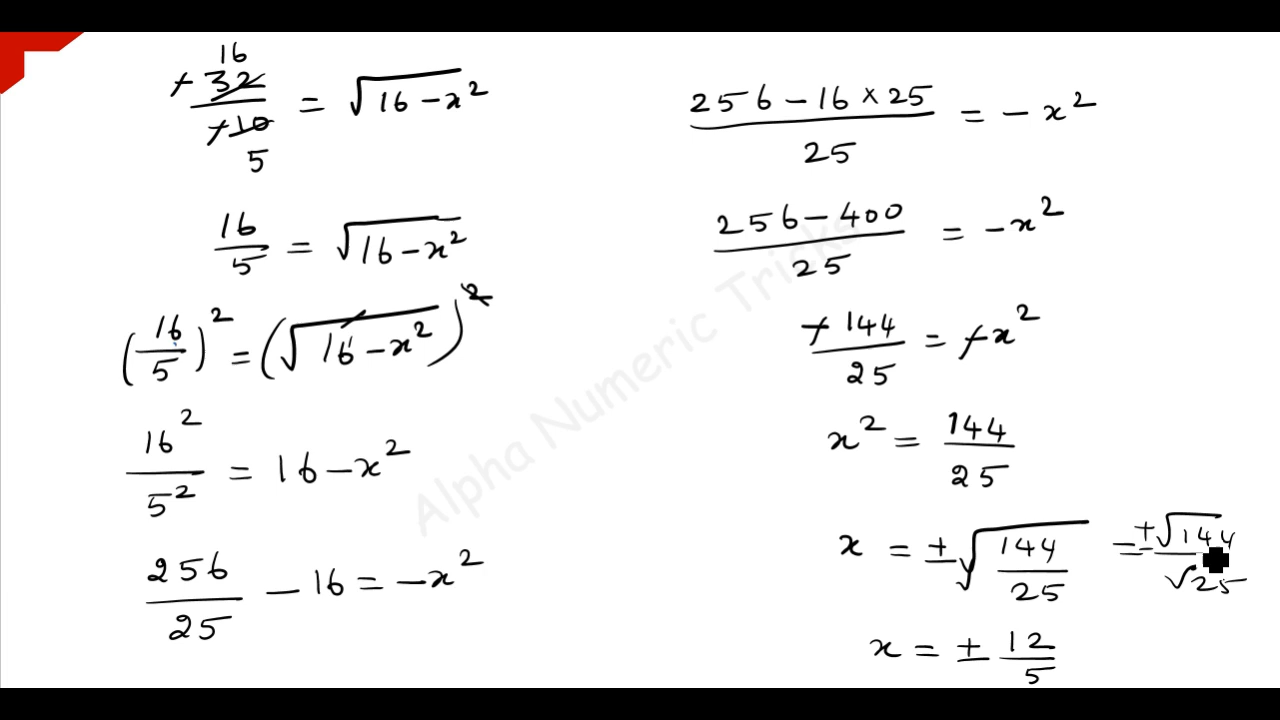 -32/-10 = √(16 - x²)
16
5
16/5 = √(16 - x²)
(16/5)² = (√(16 - x²))²
16²/5² = 16 - x²
256/25 - 16 = -x²
(256 - 16 × 25)/25 = -x²
(256 - 400)/25 = -x²
-144/25 = -x²
x² = 144/25
x = ±√(144/25) = ±√144/√25
x = ± 12/5
Alpha Numeric Tricks